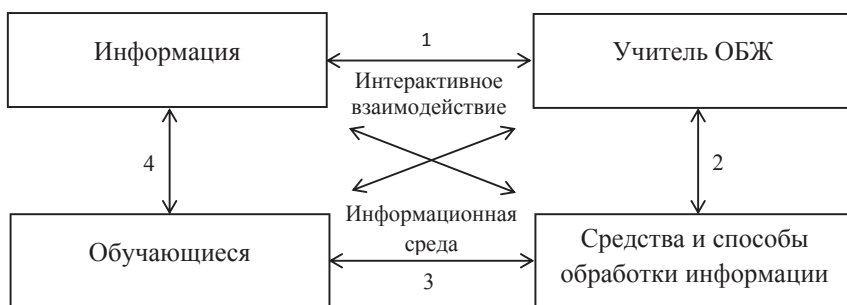 Информация
1
Учитель ОБЖ
Интерактивное
взаимодействие
4
2
Обучающиеся
Информационная
среда
3
Средства и способы
обработки информации